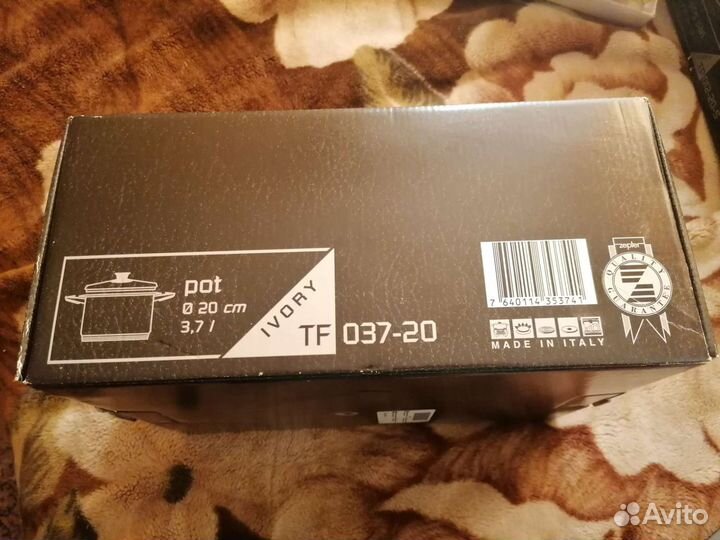 pot
Ø 20 cm
3,7 l
IVORY
TF 037-20
7 640114 353741
MADE IN ITALY
zepter
QUALITY
GUARANTEE
Avito